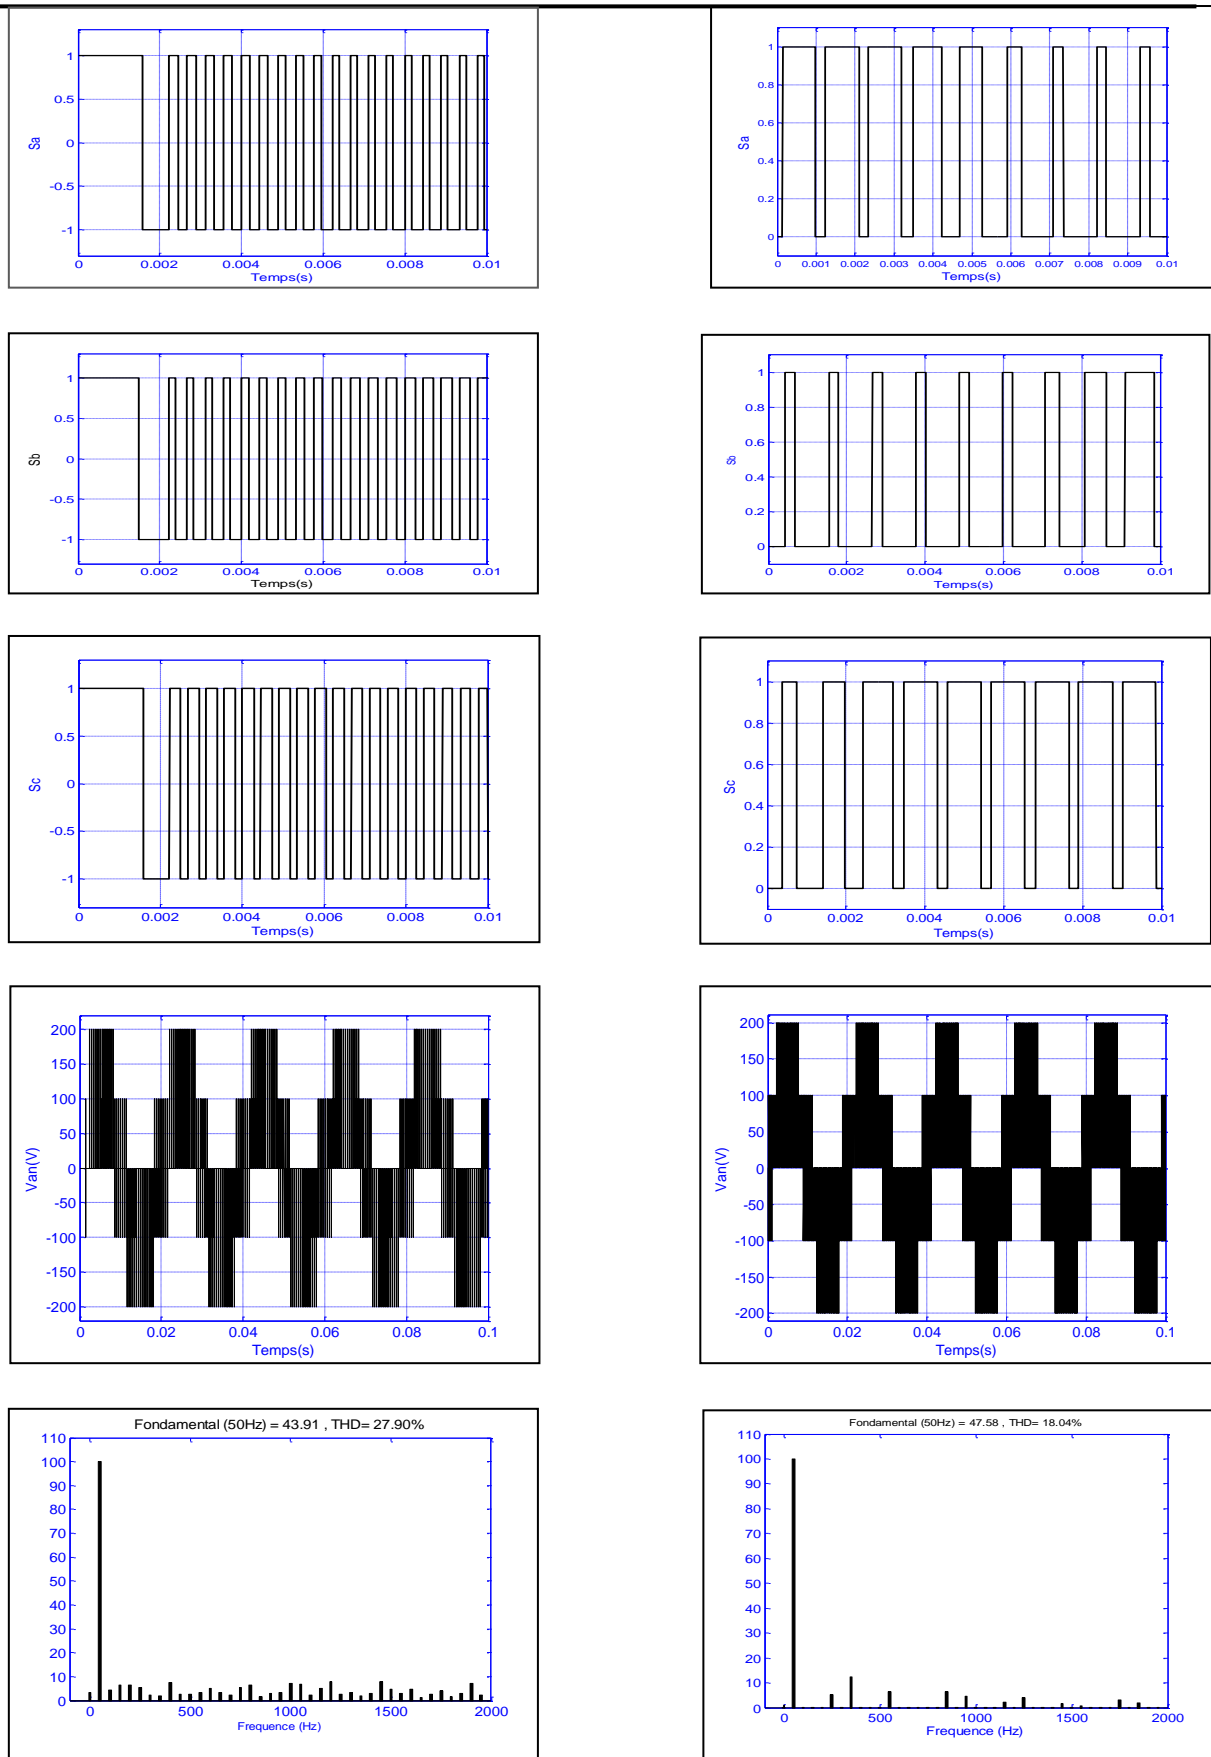 1
0.5
0
-0.5
-1
Sa
0 0.002 0.004 0.006 0.008 0.01
Temps(s)
1
0.8
0.6
0.4
0.2
0
Sa
0 0.001 0.002 0.003 0.004 0.005 0.006 0.007 0.008 0.009 0.01
Temps(s)
1
0.5
0
-0.5
-1
Sb
0 0.002 0.004 0.006 0.008 0.01
Temps(s)
1
0.8
0.6
0.4
0.2
0
Sb
0 0.002 0.004 0.006 0.008 0.01
Temps(s)
1
0.5
0
-0.5
-1
Sc
0 0.002 0.004 0.006 0.008 0.01
Temps(s)
1
0.8
0.6
0.4
0.2
0
Sc
0 0.002 0.004 0.006 0.008 0.01
Temps(s)
200
150
100
50
0
-50
-100
-150
-200
Van(V)
0 0.02 0.04 0.06 0.08 0.1
Temps(s)
200
150
100
50
0
-50
-100
-150
-200
Van(V)
0 0.02 0.04 0.06 0.08 0.1
Temps(s)
Fondamental (50Hz) = 43.91 , THD= 27.90%
110
100
90
80
70
60
50
40
30
20
10
0
0 500 1000 1500 2000
Frequence (Hz)
Fondamental (50Hz) = 47.58 , THD= 18.04%
110
100
90
80
70
60
50
40
30
20
10
0
0 500 1000 1500 2000
Frequence (Hz)